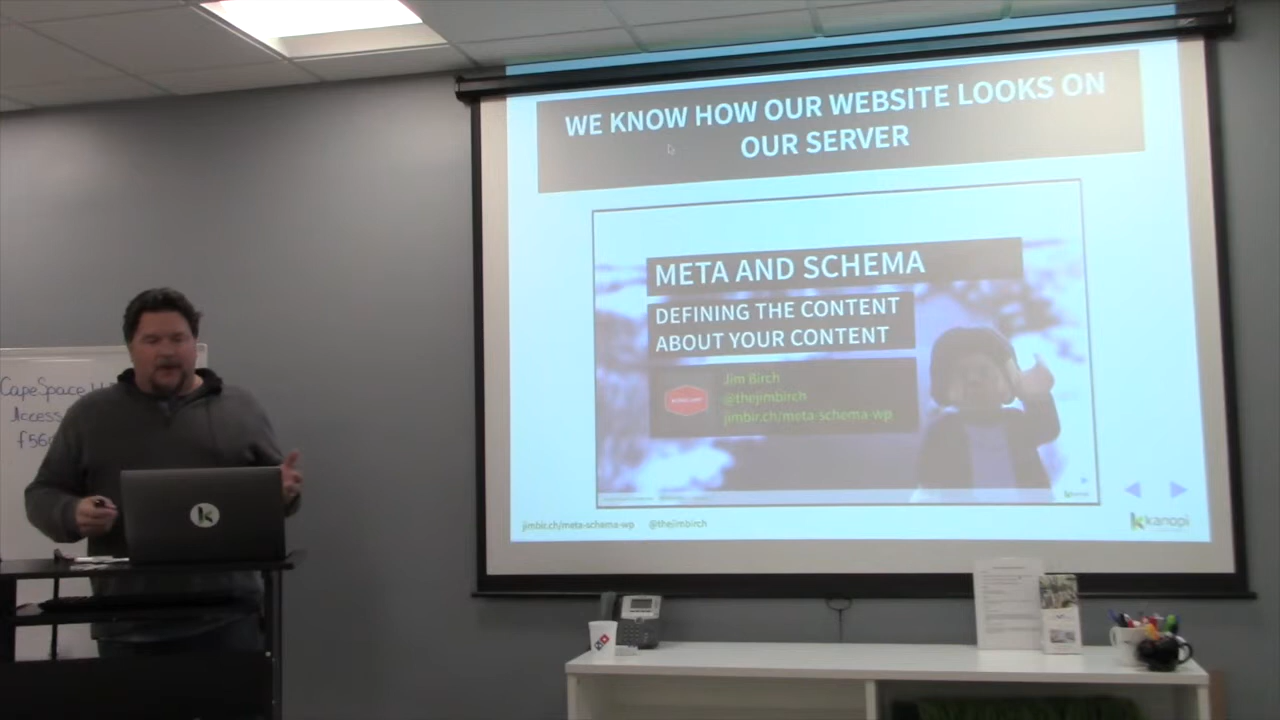 WE KNOW HOW OUR WEBSITE LOOKS ON
OUR SERVER
META AND SCHEMA
DEFINING THE CONTENT
ABOUT YOUR CONTENT
Jim Birch
@thejimbirch
jimbir.ch/meta-schema-wp
jimbir.ch/meta-schema-wp @thejimbirch
kanopi
CapeSpace
Access
f56
k